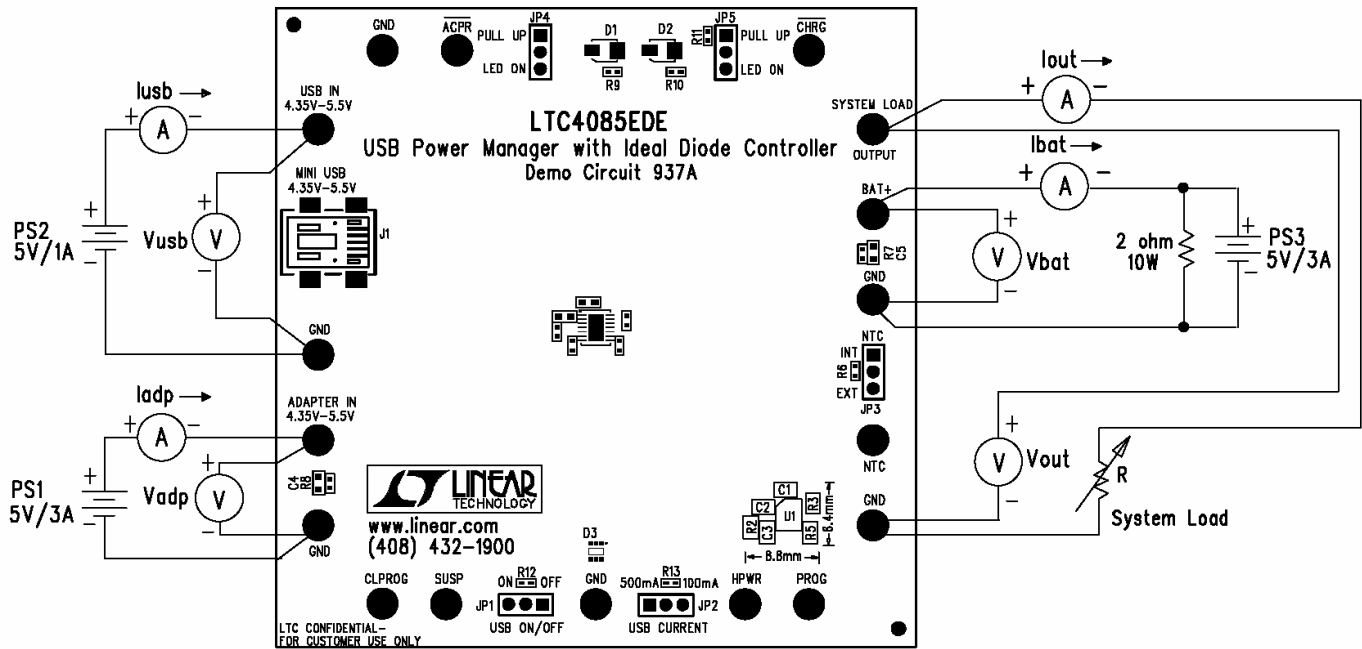 GND
ACPR
JP4
PULL UP
LED ON
D1
R9
D2
R10
R11
JP5
PULL UP
LED ON
CHRG
Iusb
+ A -
USB IN
4.35V-5.5V
LTC4085EDE
USB Power Manager with Ideal Diode Controller
Demo Circuit 937A
SYSTEM LOAD
OUTPUT
Iout
+ A -
Ibat
+ A -
MINI USB
4.35V-5.5V
J1
PS2
5V/1A
+
-
Vusb
+
V
-
GND
BAT+
R7
C5
GND
+
V
-
Vbat
2 ohm
10W
+
-
PS3
5V/3A
NTC
INT
R6
EXT
JP3
NTC
Iadp
+ A -
ADAPTER IN
4.35V-5.5V
PS1
5V/3A
+
-
Vadp
+
V
-
C4
R8
GND
LINEAR
TECHNOLOGY
www.linear.com
(408) 432-1900
D3
C1
C2
R3
U1
R2
C3
R5
6.4mm
8.8mm
GND
+
V
-
Vout
R
System Load
CLPROG
SUSP
R12
ON OFF
JP1
USB ON/OFF
GND
R13
500mA 100mA
JP2
USB CURRENT
HPWR
PROG
LTC CONFIDENTIAL-
FOR CUSTOMER USE ONLY